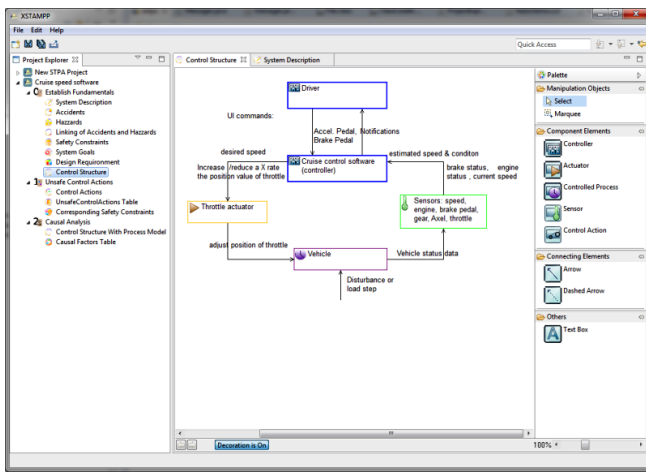 XSTAMPP
File Edit Help
Quick Access
Project Explorer
New STPA Project
Cruise speed software
Establish Fundamentals
System Description
Accidents
Hazzards
Linking of Accidents and Hazzards
Safety Constraints
System Goals
Design Requironment
Control Structure
Unsafe Control Actions
Control Actions
UnsafeControlActions Table
Corresponding Safety Constraints
Causal Analysis
Control Structure With Process Model
Causal Factors Table
Control Structure
System Description
Driver
UI commands:
Accel. Pedal, Notifications
Brake Pedal
desired speed
estimated speed & conditon
Increase /reduce a X rate
the position value of throttle
Cruise control software
(controller)
brake status, engine
status , current speed
Throttle actuator
Sensors: speed,
engine, brake pedal,
gear, Axel, throttle
adjust position of throttle
Vehicle
Vehicle status data
Disturbance or
load step
Decoration is On
100%
Palette
Manipulation Objects
Select
Marquee
Component Elements
Controller
Actuator
Controlled Process
Sensor
Control Action
Connecting Elements
Arrow
Dashed Arrow
Others
Text Box